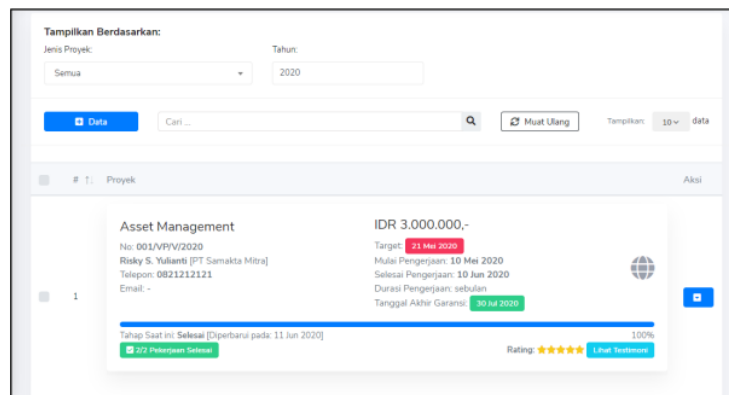 Tampilkan Berdasarkan:
Jenis Proyek: Tahun:
Semua 2020
Data Cari ... Muat Ulang Tampilkan: 10 data
# Proyek Aksi
Asset Management IDR 3.000.000,-
No: 001/VP/V/2020 Target: 21 Mei 2020
Risky S. Yulianti [PT Samakta Mitra] Mulai Pengerjaan: 10 Mei 2020
Telepon: 0821212121 Selesai Pengerjaan: 10 Jun 2020
Email: - Durasi Pengerjaan: sebulan
1 Tanggal Akhir Garansi: 30 Jul 2020
Tahap Saat ini: Selesai [Diperbarui pada: 11 Jun 2020] 100%
2/2 Pekerjaan Selesai Rating: Lihat Testimoni